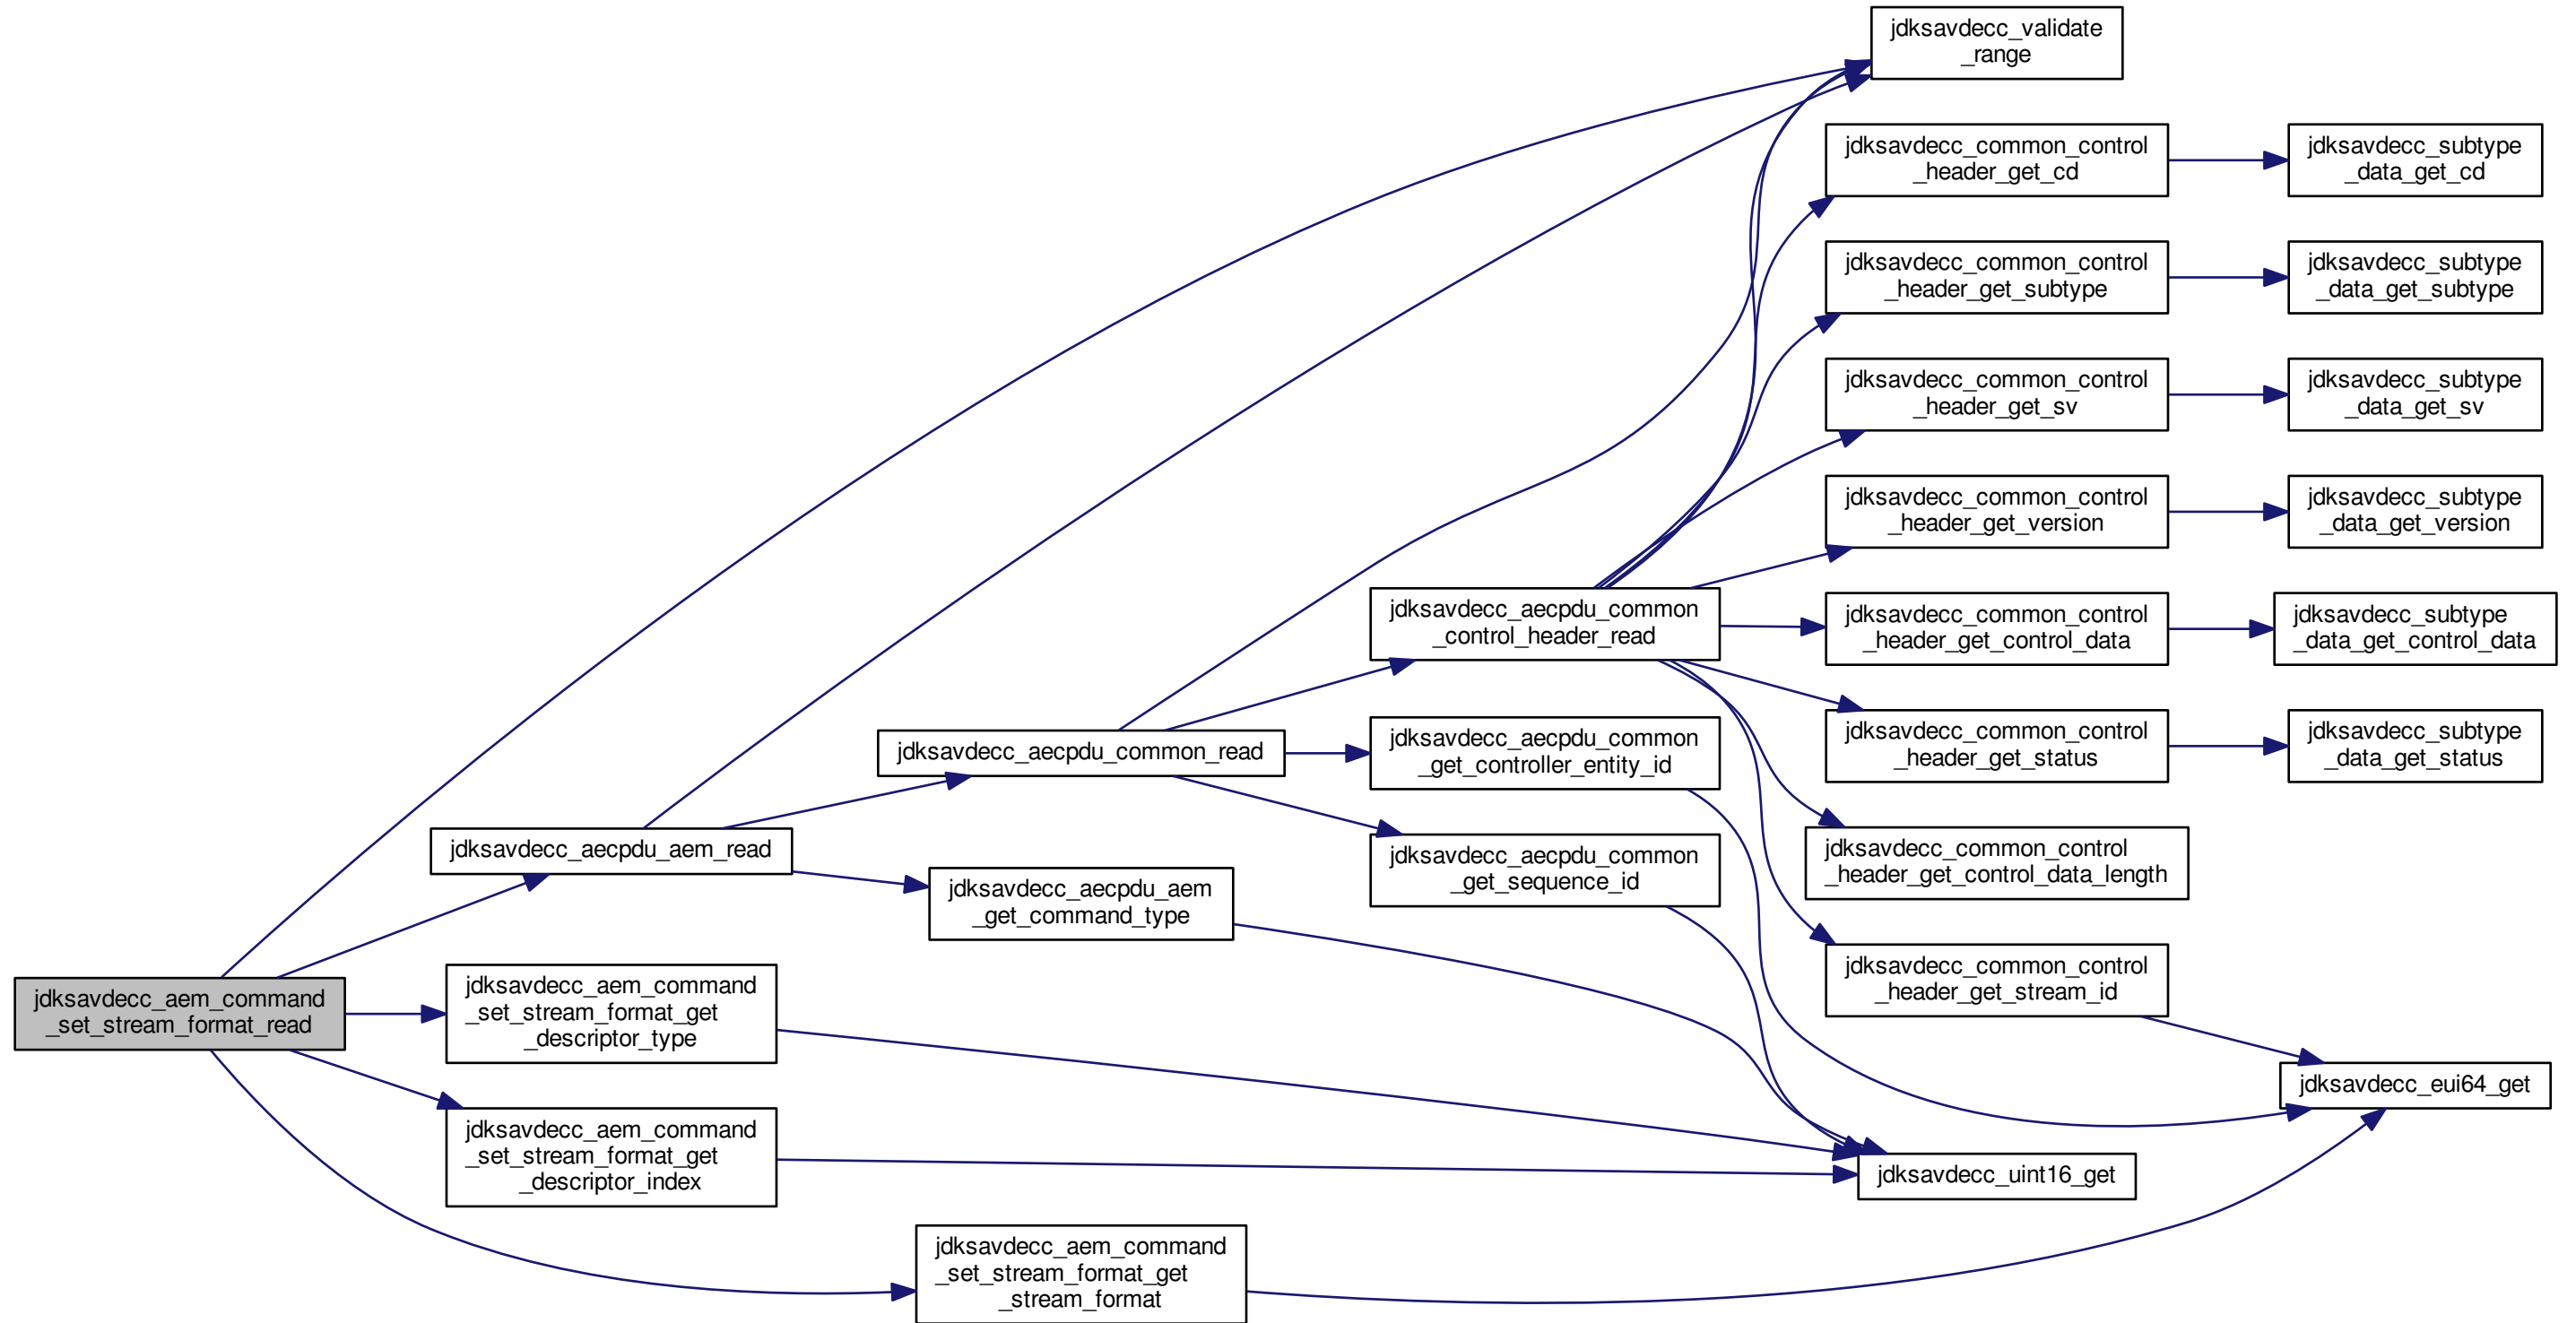 jdksavdecc_validate
_range
jdksavdecc_common_control
_header_get_cd
jdksavdecc_subtype
_data_get_cd
jdksavdecc_common_control
_header_get_subtype
jdksavdecc_subtype
_data_get_subtype
jdksavdecc_common_control
_header_get_sv
jdksavdecc_subtype
_data_get_sv
jdksavdecc_common_control
_header_get_version
jdksavdecc_subtype
_data_get_version
jdksavdecc_aecpdu_common
_control_header_read
jdksavdecc_common_control
_header_get_control_data
jdksavdecc_subtype
_data_get_control_data
jdksavdecc_aecpdu_common_read
jdksavdecc_aecpdu_common
_get_controller_entity_id
jdksavdecc_common_control
_header_get_status
jdksavdecc_subtype
_data_get_status
jdksavdecc_aecpdu_aem_read
jdksavdecc_aecpdu_common
_get_sequence_id
jdksavdecc_common_control
_header_get_control_data_length
jdksavdecc_aecpdu_aem
_get_command_type
jdksavdecc_common_control
_header_get_stream_id
jdksavdecc_aem_command
_set_stream_format_read
jdksavdecc_aem_command
_set_stream_format_get
_descriptor_type
jdksavdecc_eui64_get
jdksavdecc_aem_command
_set_stream_format_get
_descriptor_index
jdksavdecc_uint16_get
jdksavdecc_aem_command
_set_stream_format_get
_stream_format